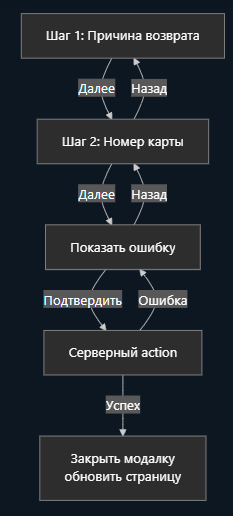 Шаг 1: Причина возврата
Далее Назад
Шаг 2: Номер карты
Далее Назад
Показать ошибку
Подтвердить Ошибка
Серверный action
Успех
Закрыть модалку
обновить страницу